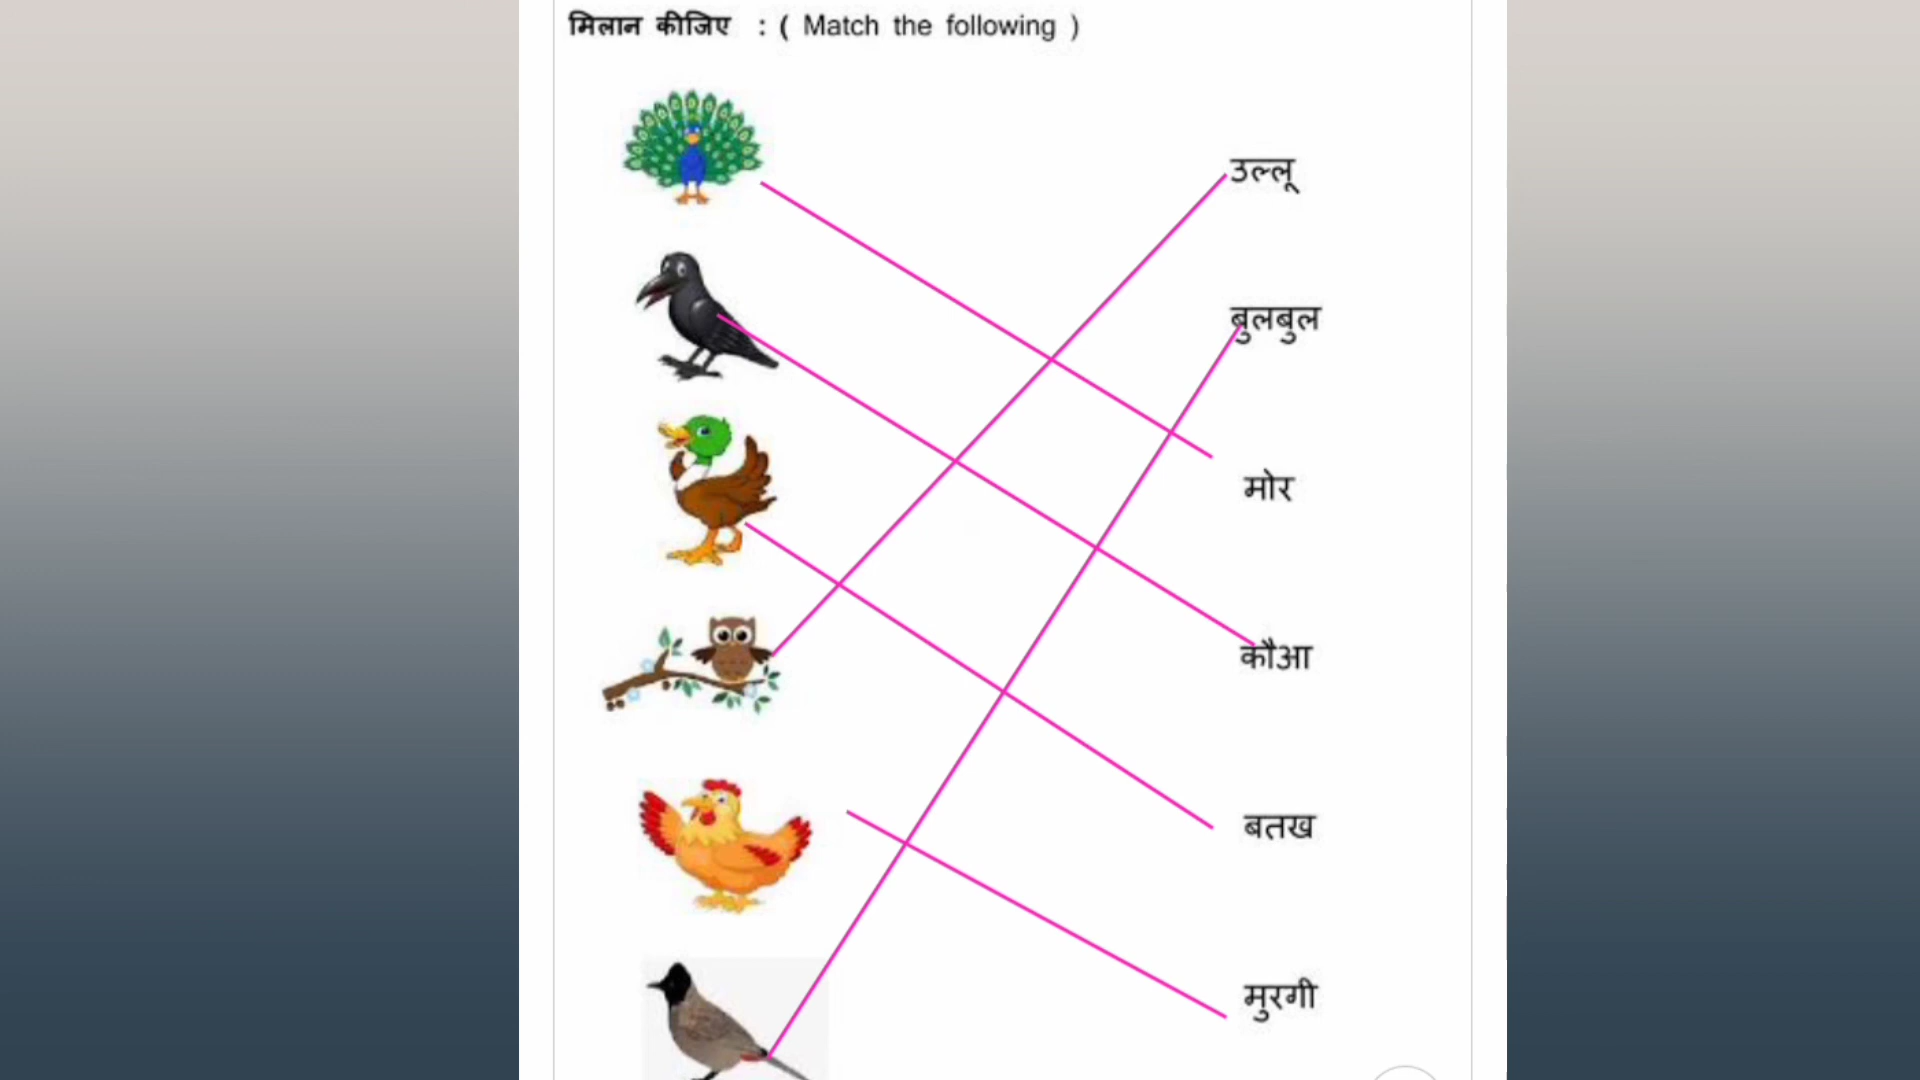 मिलान कीजिए : ( Match the following )
उल्लू
बुलबुल
मोर
कौआ
बतख
मुरगी